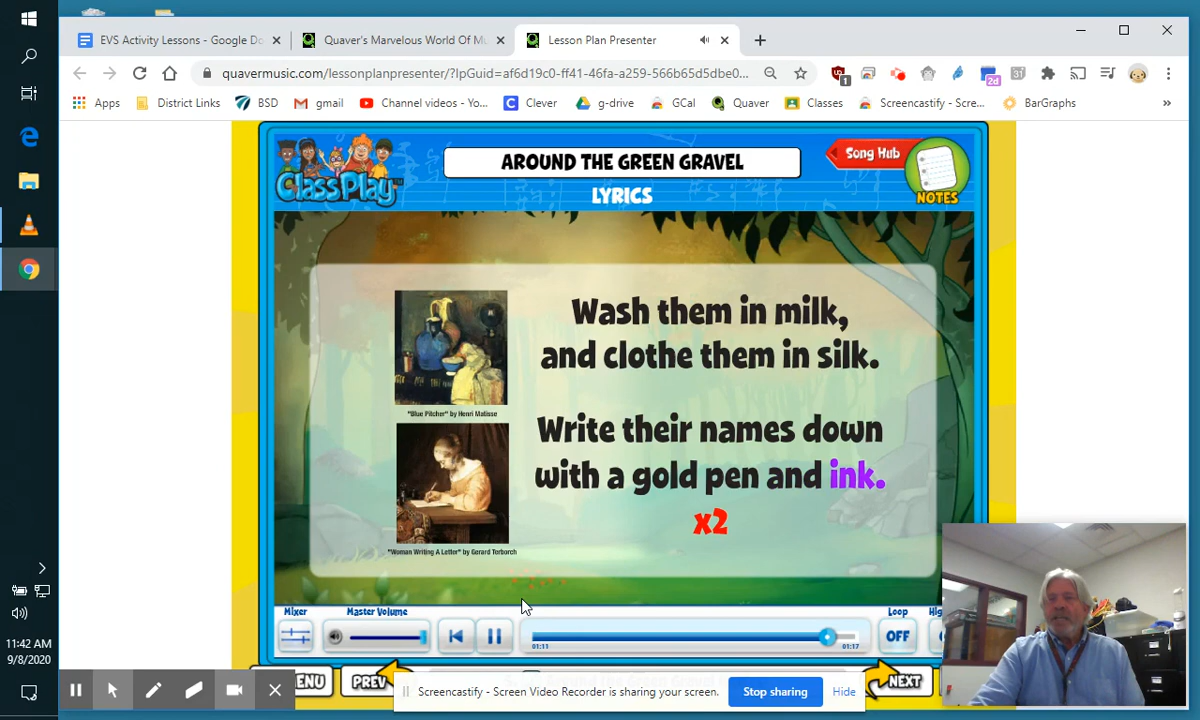 EVS Activity Lessons - Google Do
Quaver's Marvelous World Of Mu
Lesson Plan Presenter
quavermusic.com/lessonplanpresenter/?lpGuid=af6d19c0-ff41-46fa-a259-566b65d5dbe0...
1
2d
31
Apps
District Links
BSD
gmail
Channel videos - Yo...
Clever
g-drive
GCal
Quaver
Classes
Screencastify - Scre...
BarGraphs
»
ClassPlay™
AROUND THE GREEN GRAVEL
LYRICS
Song Hub
NOTES
Wash them in milk,
and clothe them in silk.
"Blue Pitcher" by Henri Matisse
Write their names down
with a gold pen and ink.
x2
"Woman Writing A Letter" by Gerard Terborch
Mixer
Master Volume
01:11
01:17
Loop
OFF
PREV
NEXT
Screencastify - Screen Video Recorder is sharing your screen.
Stop sharing
Hide
11:42 AM
9/8/2020